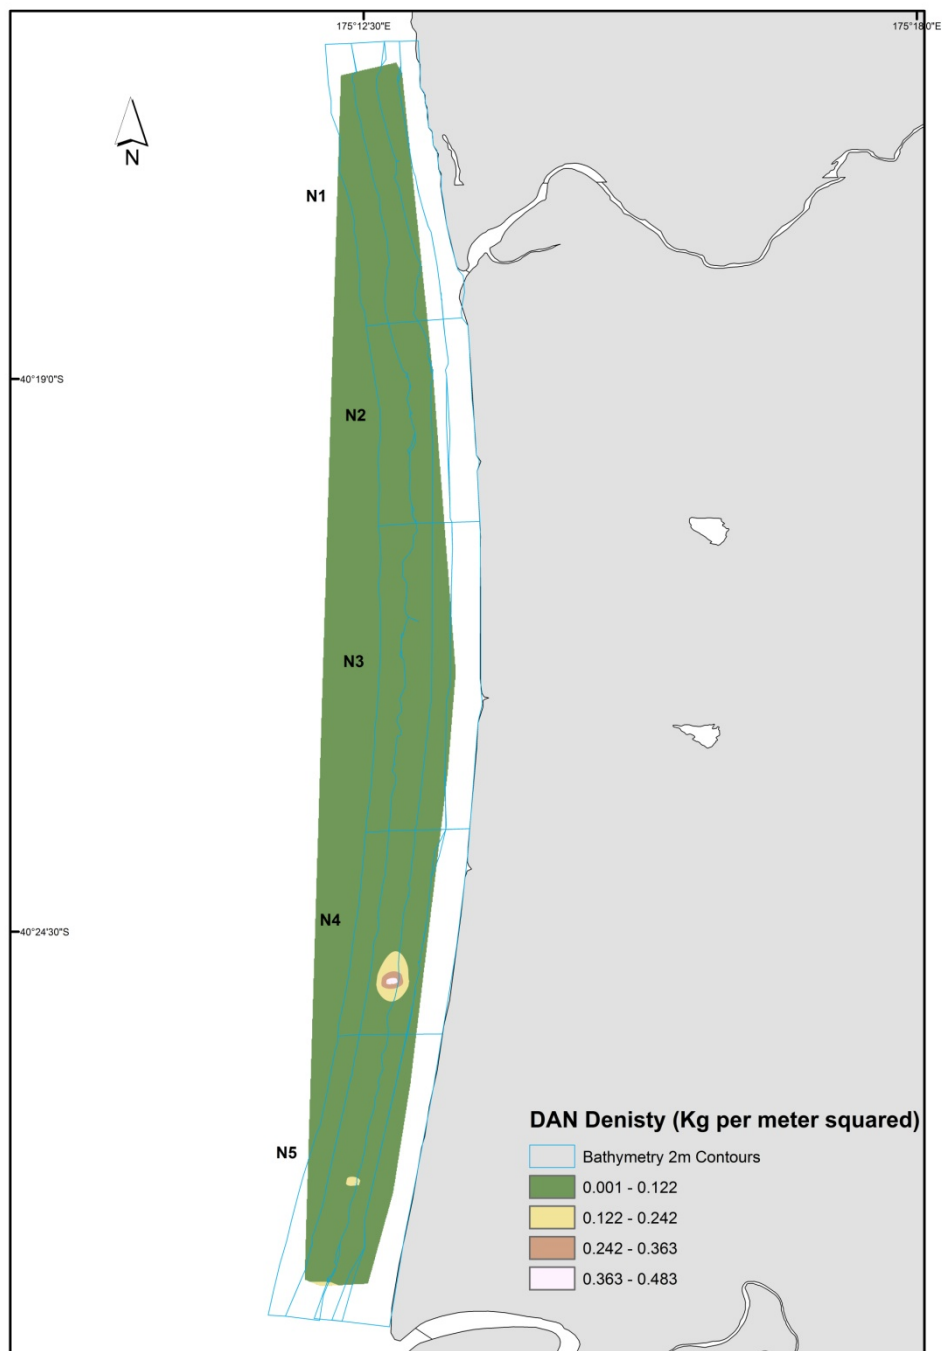 175°12'30"E
175°18'0"E
N
N1
40°19'0"S
N2
N3
N4
40°24'30"S
N5
DAN Denisty (Kg per meter squared)
Bathymetry 2m Contours
0.001 - 0.122
0.122 - 0.242
0.242 - 0.363
0.363 - 0.483